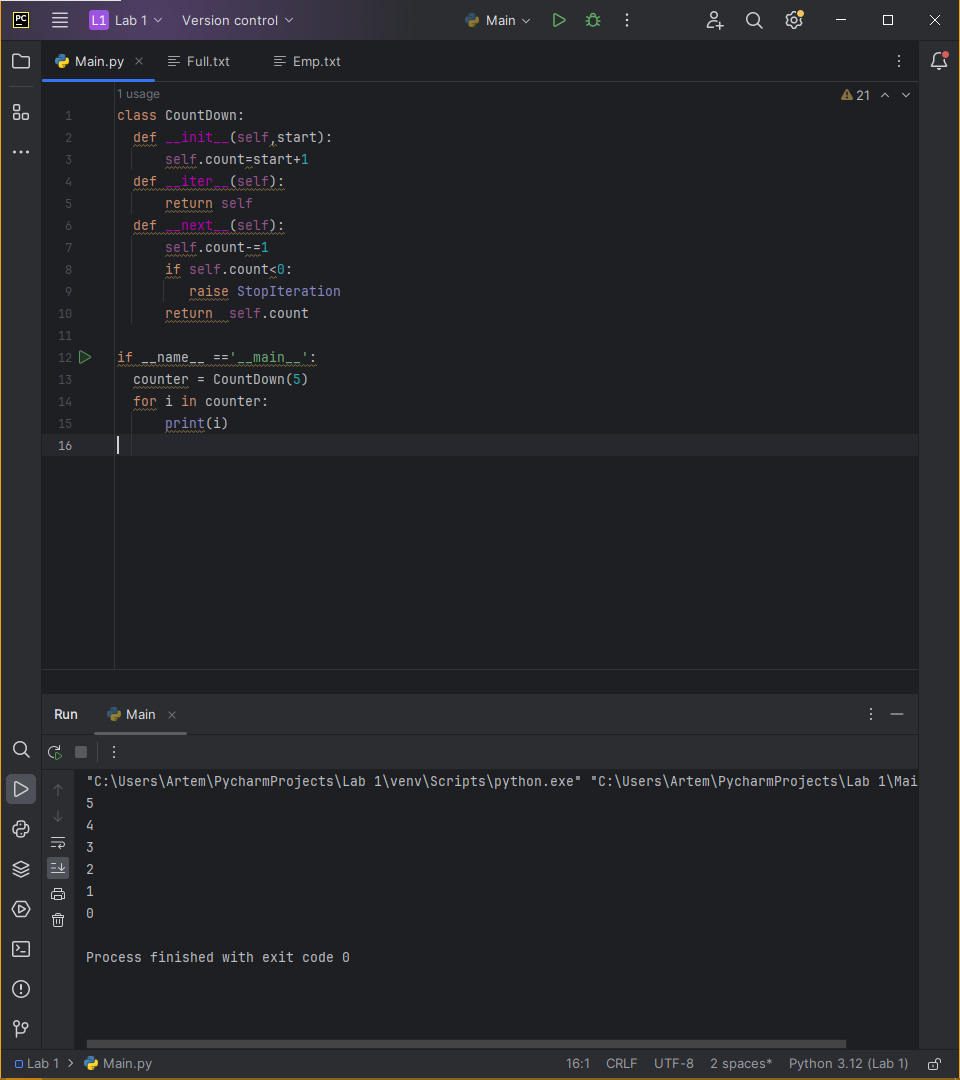 PC L1 Lab 1 Version control Main
Main.py Full.txt Emp.txt
1 usage
21
1 class CountDown:
2 def __init__(self,start):
3 self.count=start+1
4 def __iter__(self):
5 return self
6 def __next__(self):
7 self.count-=1
8 if self.count<0:
9 raise StopIteration
10 return  self.count
11
12 if __name__ =='__main__':
13 counter = CountDown(5)
14 for i in counter:
15 print(i)
16
Run Main
"C:\Users\Artem\PycharmProjects\Lab 1\venv\Scripts\python.exe" "C:\Users\Artem\PycharmProjects\Lab 1\Mai
5
4
3
2
1
0
Process finished with exit code 0
Lab 1 > Main.py 16:1 CRLF UTF-8 2 spaces* Python 3.12 (Lab 1)